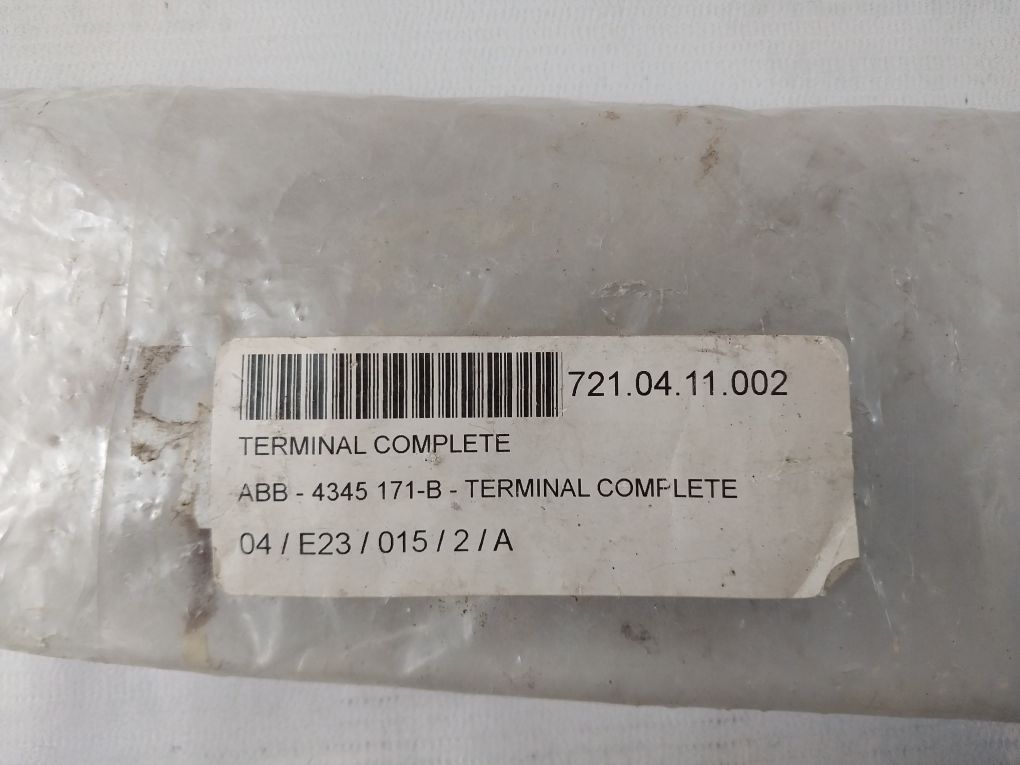 721.04.11.002
TERMINAL COMPLETE
ABB - 4345 171-B - TERMINAL COMPLETE
04 / E23 / 015 / 2 / A